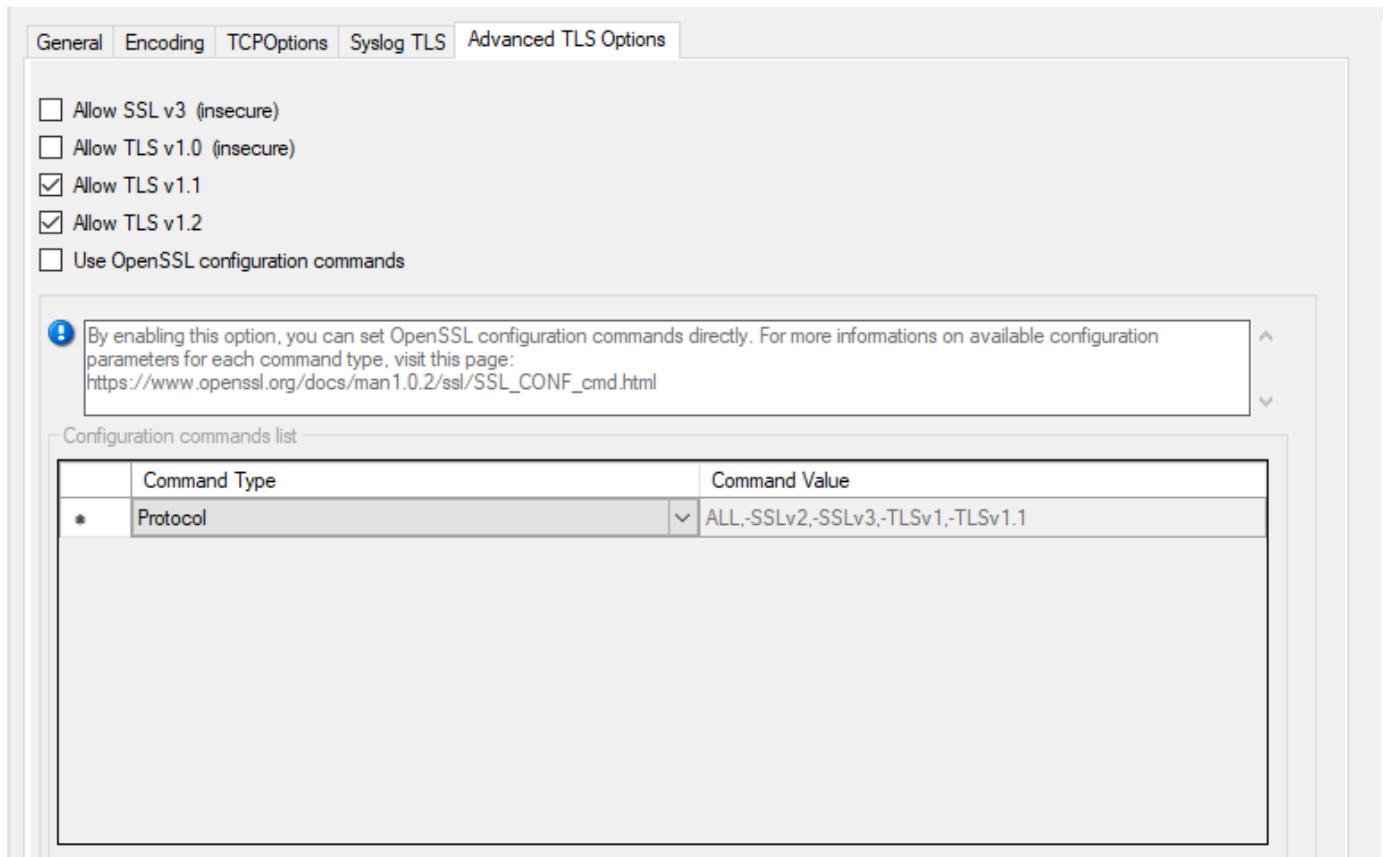 General Encoding TCPOptions Syslog TLS Advanced TLS Options
Allow SSL v3 (insecure)
Allow TLS v1.0 (insecure)
Allow TLS v1.1
Allow TLS v1.2
Use OpenSSL configuration commands
By enabling this option, you can set OpenSSL configuration commands directly. For more informations on available configuration
parameters for each command type, visit this page:
https://www.openssl.org/docs/man1.0.2/ssl/SSL_CONF_cmd.html
Configuration commands list
Command Type Command Value
* Protocol ALL,-SSLv2,-SSLv3,-TLSv1,-TLSv1.1